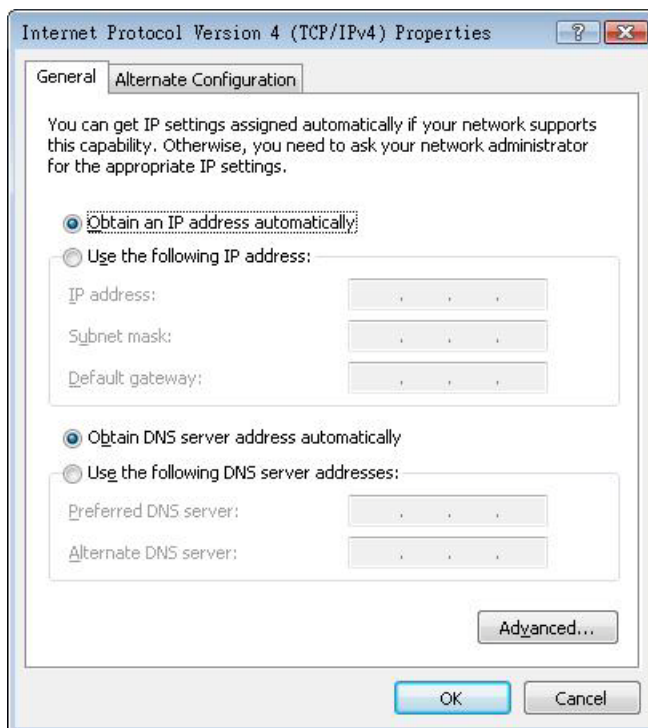 Internet Protocol Version 4 (TCP/IPv4) Properties
General
Alternate Configuration
You can get IP settings assigned automatically if your network supports
this capability. Otherwise, you need to ask your network administrator
for the appropriate IP settings.
Obtain an IP address automatically
Use the following IP address:
IP address:
Subnet mask:
Default gateway:
Obtain DNS server address automatically
Use the following DNS server addresses:
Preferred DNS server:
Alternate DNS server:
Advanced...
OK
Cancel